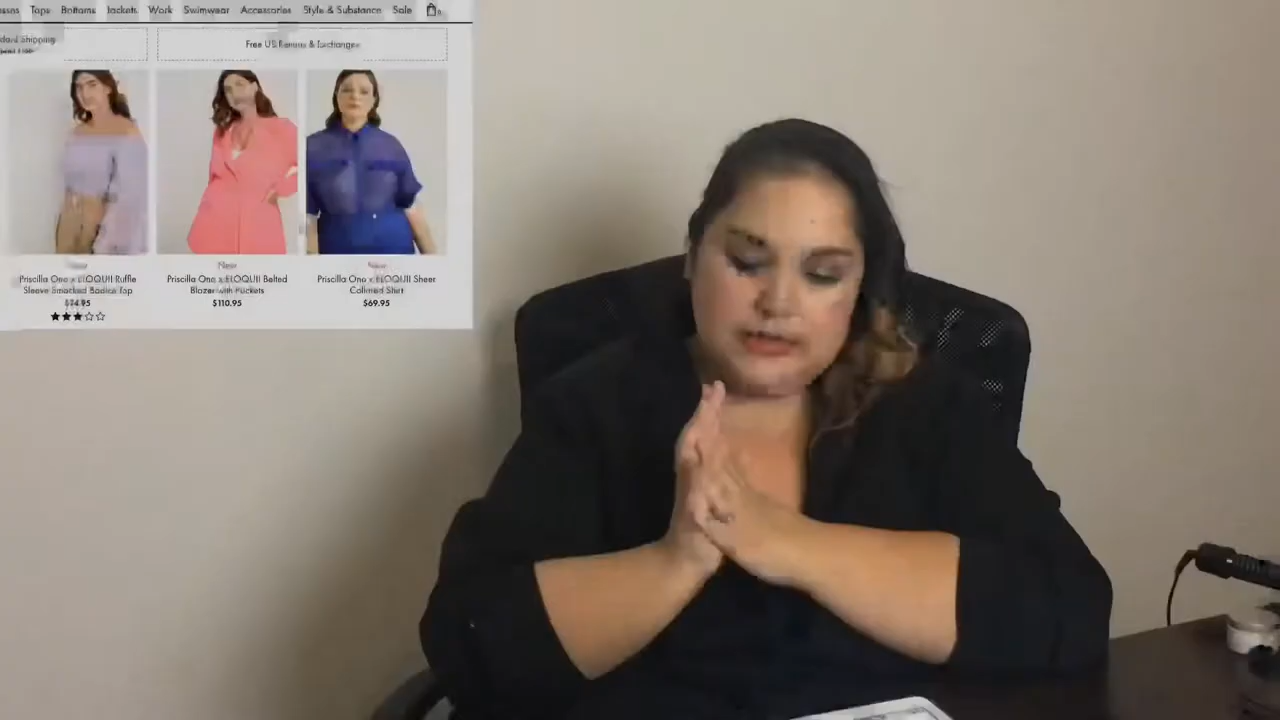 Tops Bottoms Jackets Work Swimwear Accessories Style & Substance Sale
Shipping
Free US Returns & Exchanges
New New New
Priscilla Ono x ELOQUII Ruffle Priscilla Ono x ELOQUII Belted Priscilla Ono x ELOQUII Sheer
Sleeve Smocked Bodice Top Blazer with Pockets Collared Shirt
$74.95 $110.95 $69.95